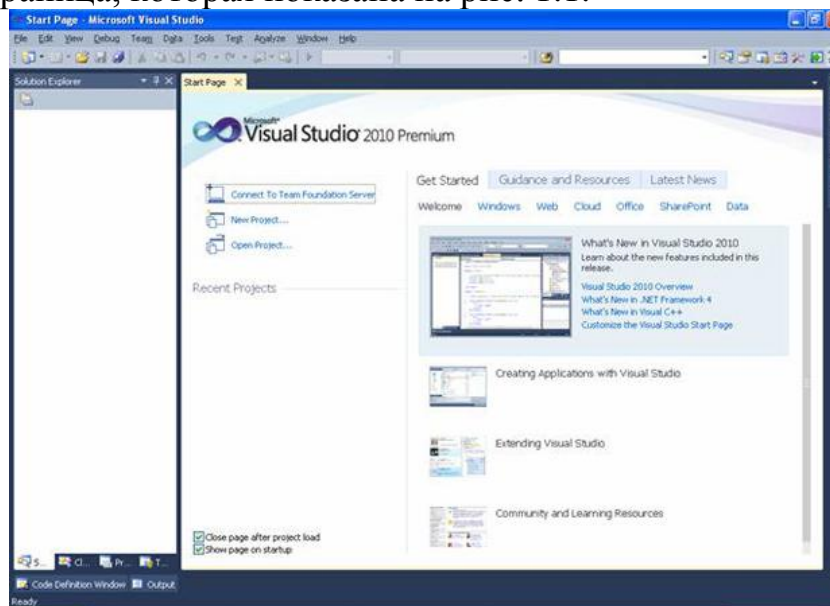 которая показана на рис. 1.1.
Start Page - Microsoft Visual Studio
File Edit View Debug Team Data Tools Test Analyze Window Help
Solution Explorer
Start Page
Microsoft
Visual Studio 2010 Premium
Connect To Team Foundation Server
New Project...
Open Project...
Recent Projects
Close page after project load
Show page on startup
Get Started Guidance and Resources Latest News
Welcome Windows Web Cloud Office SharePoint Data
What's New in Visual Studio 2010
Learn about the new features included in this
release.
Visual Studio 2010 Overview
What's New in .NET Framework 4
What's New in Visual C++
Customize the Visual Studio Start Page
Creating Applications with Visual Studio
Extending Visual Studio
Community and Learning Resources
S... Cl... Pr... T...
Code Definition Window Output
Ready